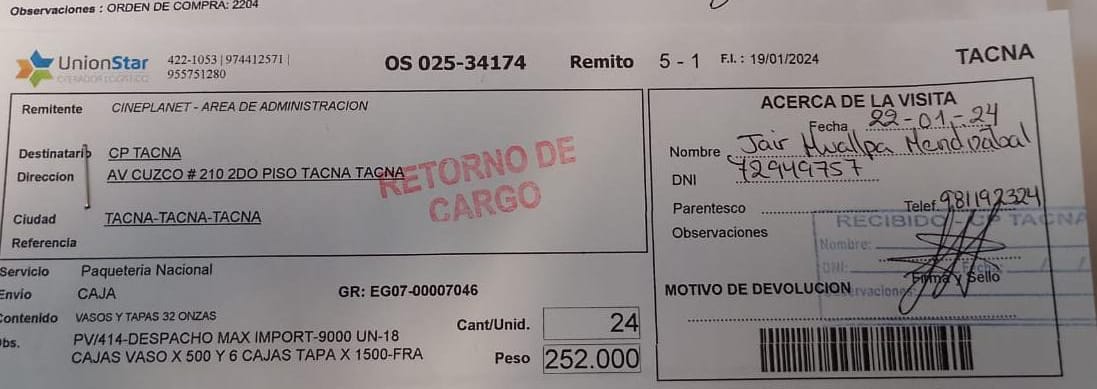 Observaciones : ORDEN DE COMPRA: 2204
UnionStar 422-1053 | 974412571 |
OPERADOR LOGISTICO 955751280
OS 025-34174 Remito 5 - 1 F.I. : 19/01/2024 TACNA
Remitente CINEPLANET - AREA DE ADMINISTRACION
Destinatario CP TACNA
Direccion AV CUZCO # 210 2DO PISO TACNA TACNA
Ciudad TACNA-TACNA-TACNA
Referencia
RETORNO DE
CARGO
Servicio Paqueteria Nacional
Envio CAJA GR: EG07-00007046
Contenido VASOS Y TAPAS 32 ONZAS
Obs. PV/414-DESPACHO MAX IMPORT-9000 UN-18
CAJAS VASO X 500 Y 6 CAJAS TAPA X 1500-FRA
Cant/Unid. 24
Peso 252.000
ACERCA DE LA VISITA
Fecha 22-01-24
Nombre Jair Hualpa Mendizabal
DNI 72949757
Parentesco Telef. 981192324
Observaciones
RECIBIDO - CP TACNA
Nombre:
DNI:
Firma y Sello
MOTIVO DE DEVOLUCION